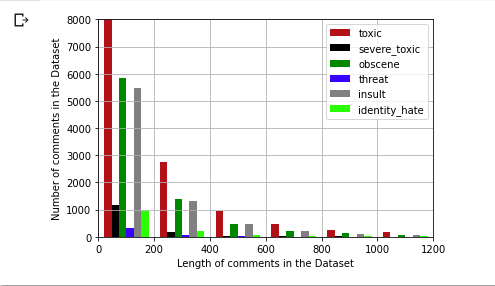 8000
7000
6000
5000
4000
3000
2000
1000
0
Number of comments in the Dataset
toxic
severe_toxic
obscene
threat
insult
identity_hate
0 200 400 600 800 1000 1200
Length of comments in the Dataset